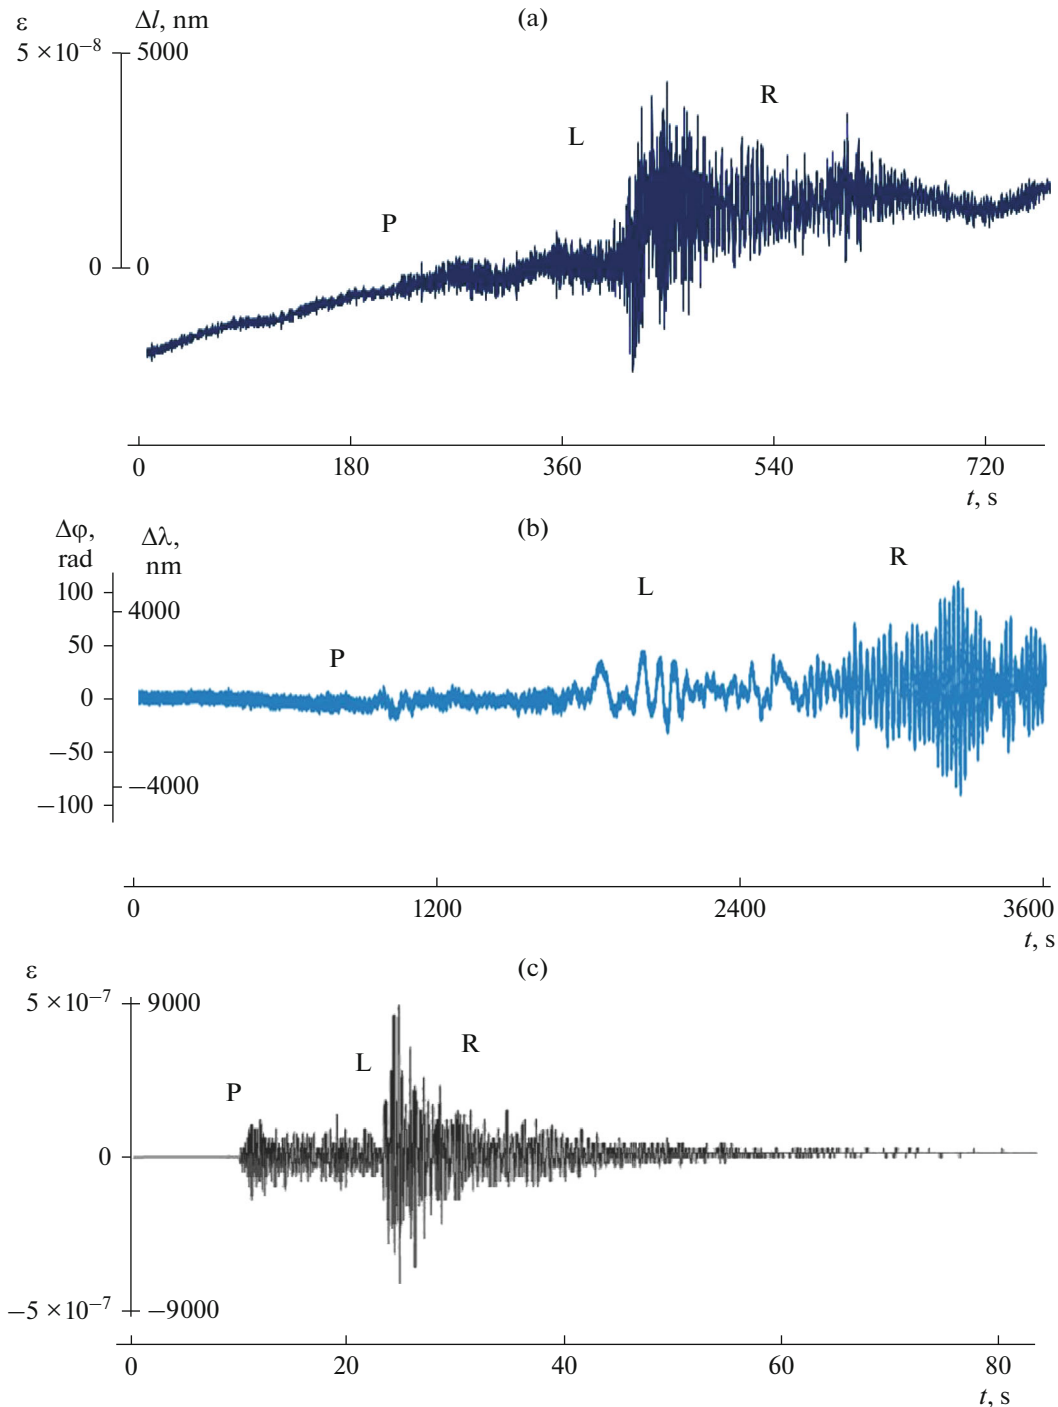 (a)
ε Δl, nm
5 ×10⁻⁸ 5000
R
L
P
0 0
0 180 360 540 720
t, s
(b)
Δφ, Δλ,
rad nm
R
100
4000
L
50
P
0
−50
−4000
−100
0 1200 2400 3600
t, s
(c)
ε
5 ×10⁻⁷ 9000
R
L
P
0
−5 ×10⁻⁷ −9000
0 20 40 60 80
t, s